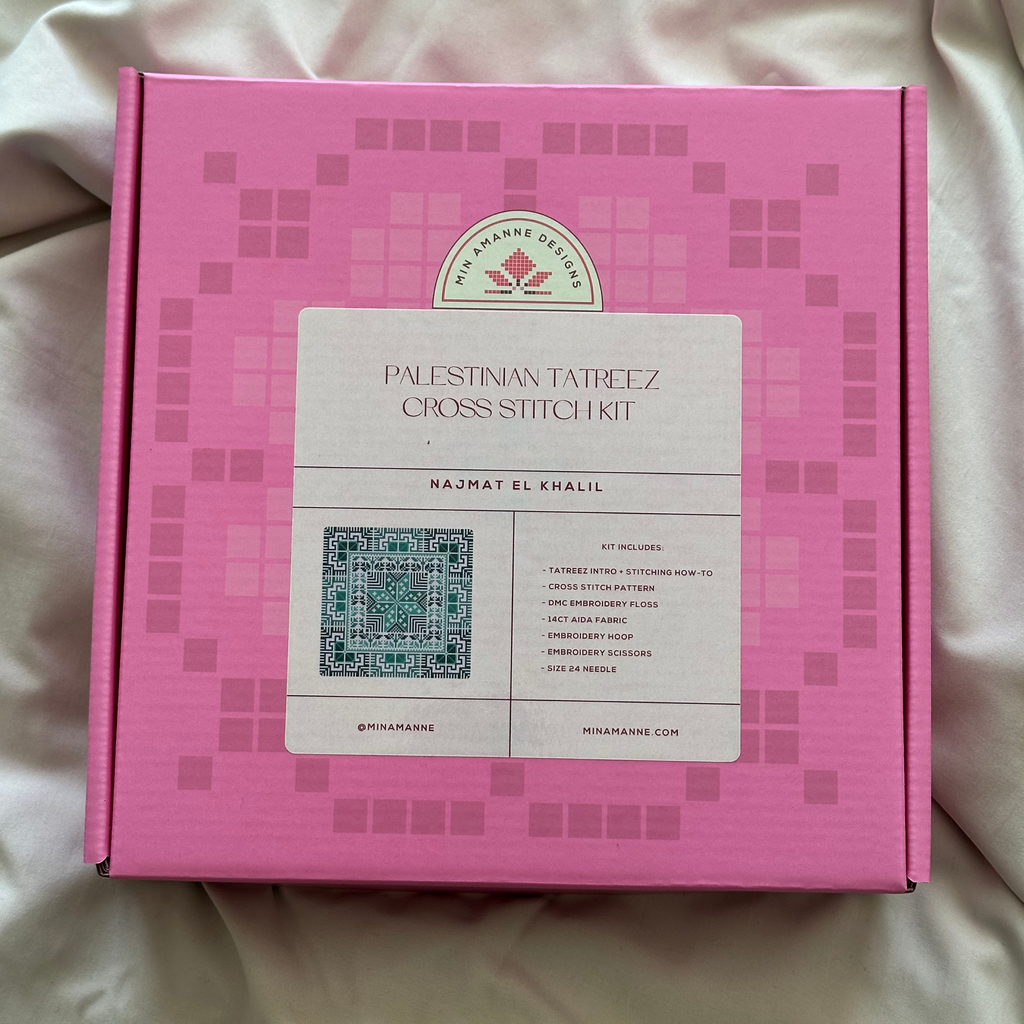 MIN AMANNE DESIGNS
PALESTINIAN TATREEZ
CROSS STITCH KIT
NAJMAT EL KHALIL
KIT INCLUDES:
- TATREEZ INTRO + STITCHING HOW-TO
- CROSS STITCH PATTERN
- DMC EMBROIDERY FLOSS
- 14CT AIDA FABRIC
- EMBROIDERY HOOP
- EMBROIDERY SCISSORS
- SIZE 24 NEEDLE
@MINAMANNE
MINAMANNE.COM